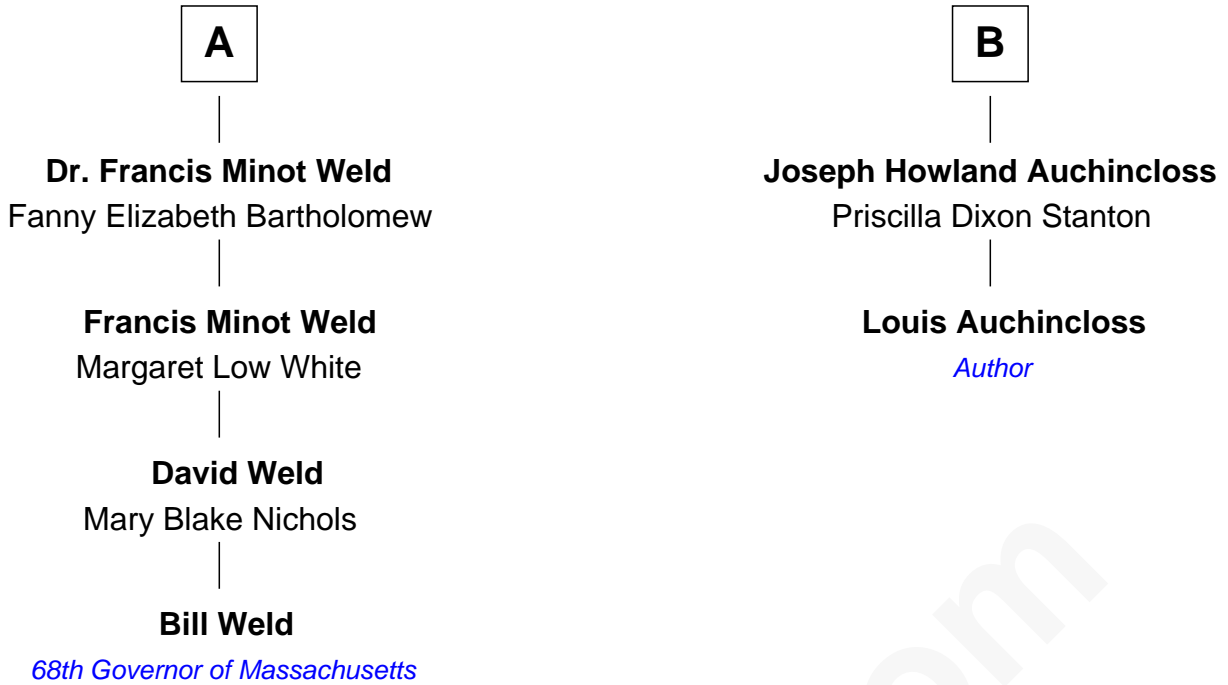 A
Dr. Francis Minot Weld
Fanny Elizabeth Bartholomew
Francis Minot Weld
Margaret Low White
David Weld
Mary Blake Nichols
Bill Weld
68th Governor of Massachusetts
B
Joseph Howland Auchincloss
Priscilla Dixon Stanton
Louis Auchincloss
Author
om